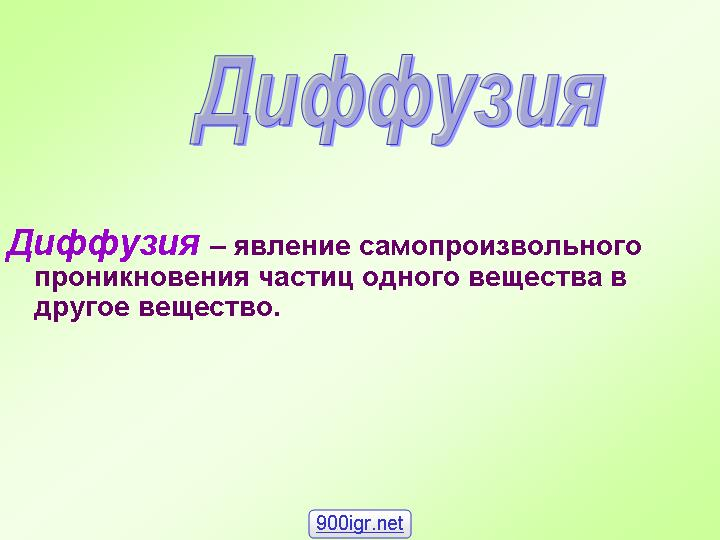 Диффузия
Диффузия – явление самопроизвольного
проникновения частиц одного вещества в
другое вещество.
900igr.net